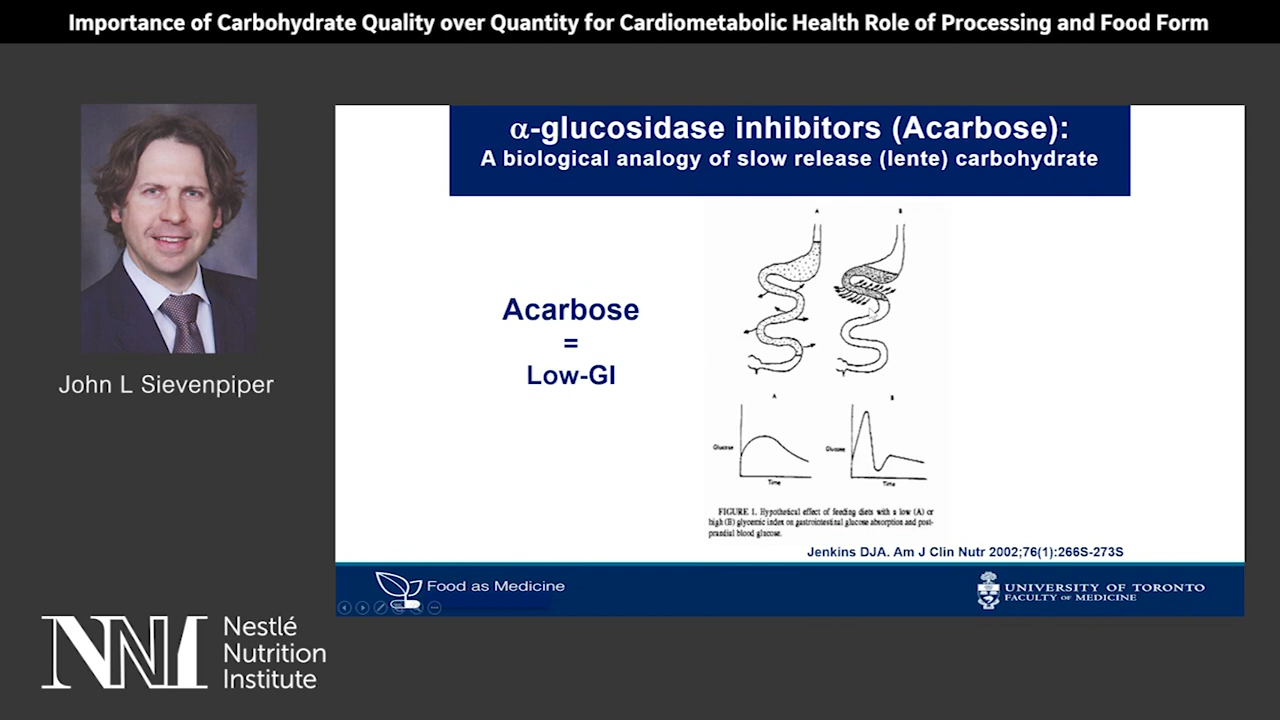 Importance of Carbohydrate Quality over Quantity for Cardiometabolic Health Role of Processing and Food Form
α-glucosidase inhibitors (Acarbose):
A biological analogy of slow release (lente) carbohydrate
Acarbose
=
Low-GI
A
B
A
B
Glucose
Time
Glucose
Time
FIGURE 1. Hypothetical effect of feeding diets with a low (A) or
high (B) glycemic index on gastrointestinal glucose absorption and post-
prandial blood glucose.
Jenkins DJA. Am J Clin Nutr 2002;76(1):266S-273S
Food as Medicine
UNIVERSITY OF TORONTO
FACULTY OF MEDICINE
John L Sievenpiper
NNI
Nestlé
Nutrition
Institute